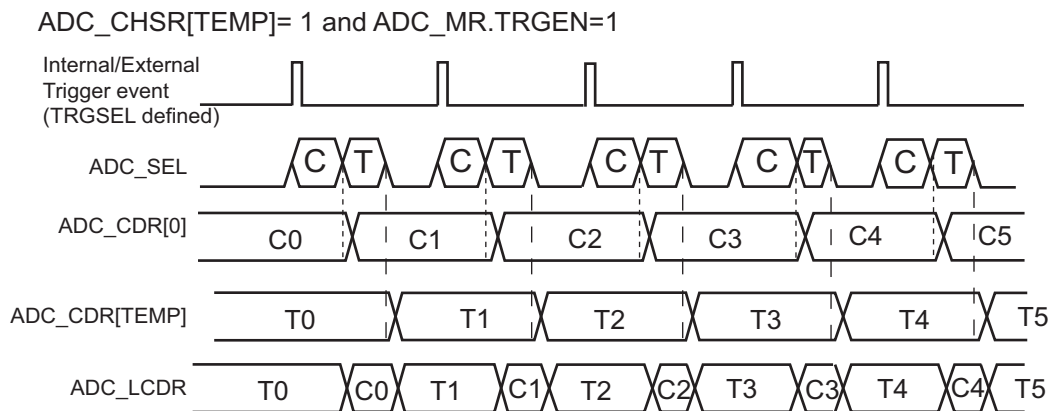 ADC_CHSR[TEMP]= 1 and ADC_MR.TRGEN=1
Internal/External
Trigger event
(TRGSEL defined)
ADC_SEL
C T C T C T C T C T
ADC_CDR[0]
C0 C1 C2 C3 C4 C5
ADC_CDR[TEMP]
T0 T1 T2 T3 T4 T5
ADC_LCDR
T0 C0 T1 C1 T2 C2 T3 C3 T4 C4 T5